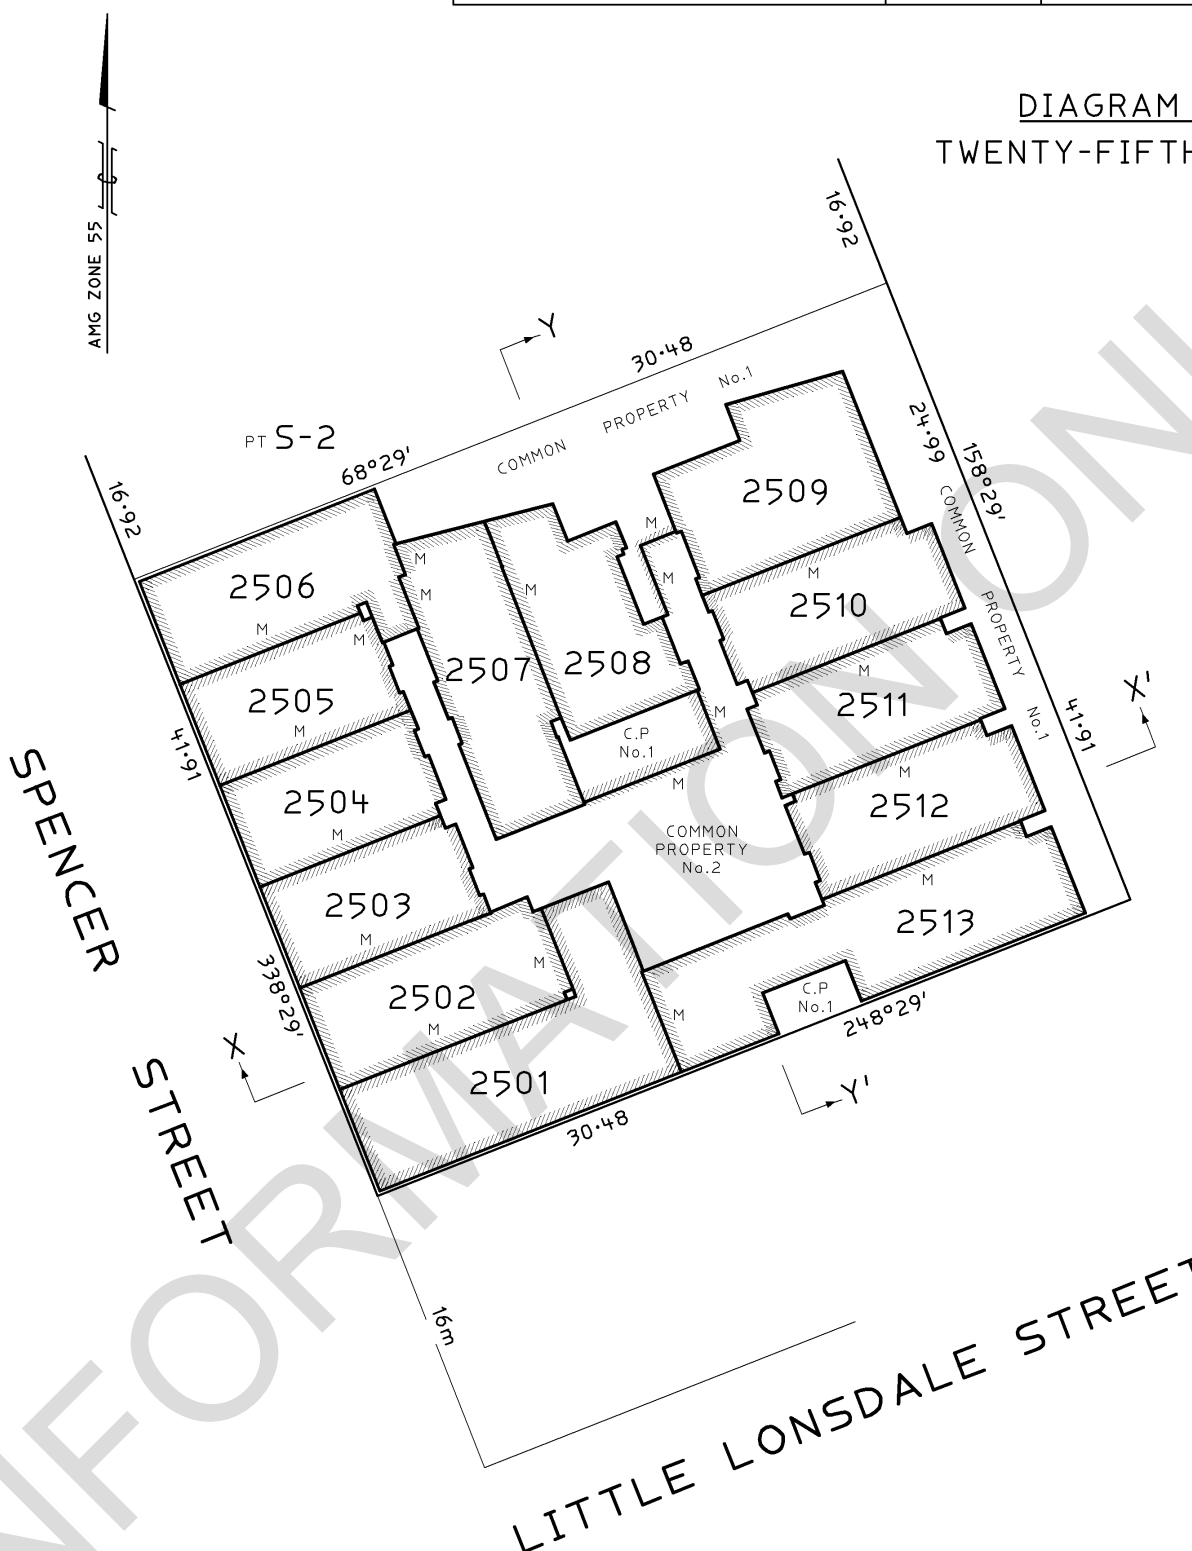 DIAGRAM
TWENTY-FIFTH
AMG ZONE 55
16·92
Y
30·48
No.1
PROPERTY
COMMON
PT S-2
68°29'
16·92
24·99
158°29'
COMMON
PROPERTY
No.1
41·91
X'
2509
M
2506
M
M
M
M
2510
M
M
M
M
2507
2508
2505
M
2511
M
C.P
No.1
M
M
41·91
SPENCER
STREET
2504
M
2512
M
COMMON
PROPERTY
No.2
2503
M
2513
M
338°29'
2502
M
M
C.P
No.1
M
248°29'
X
2501
Y'
30·48
16m
LITTLE LONSDALE STREET
INFORMATION ONL